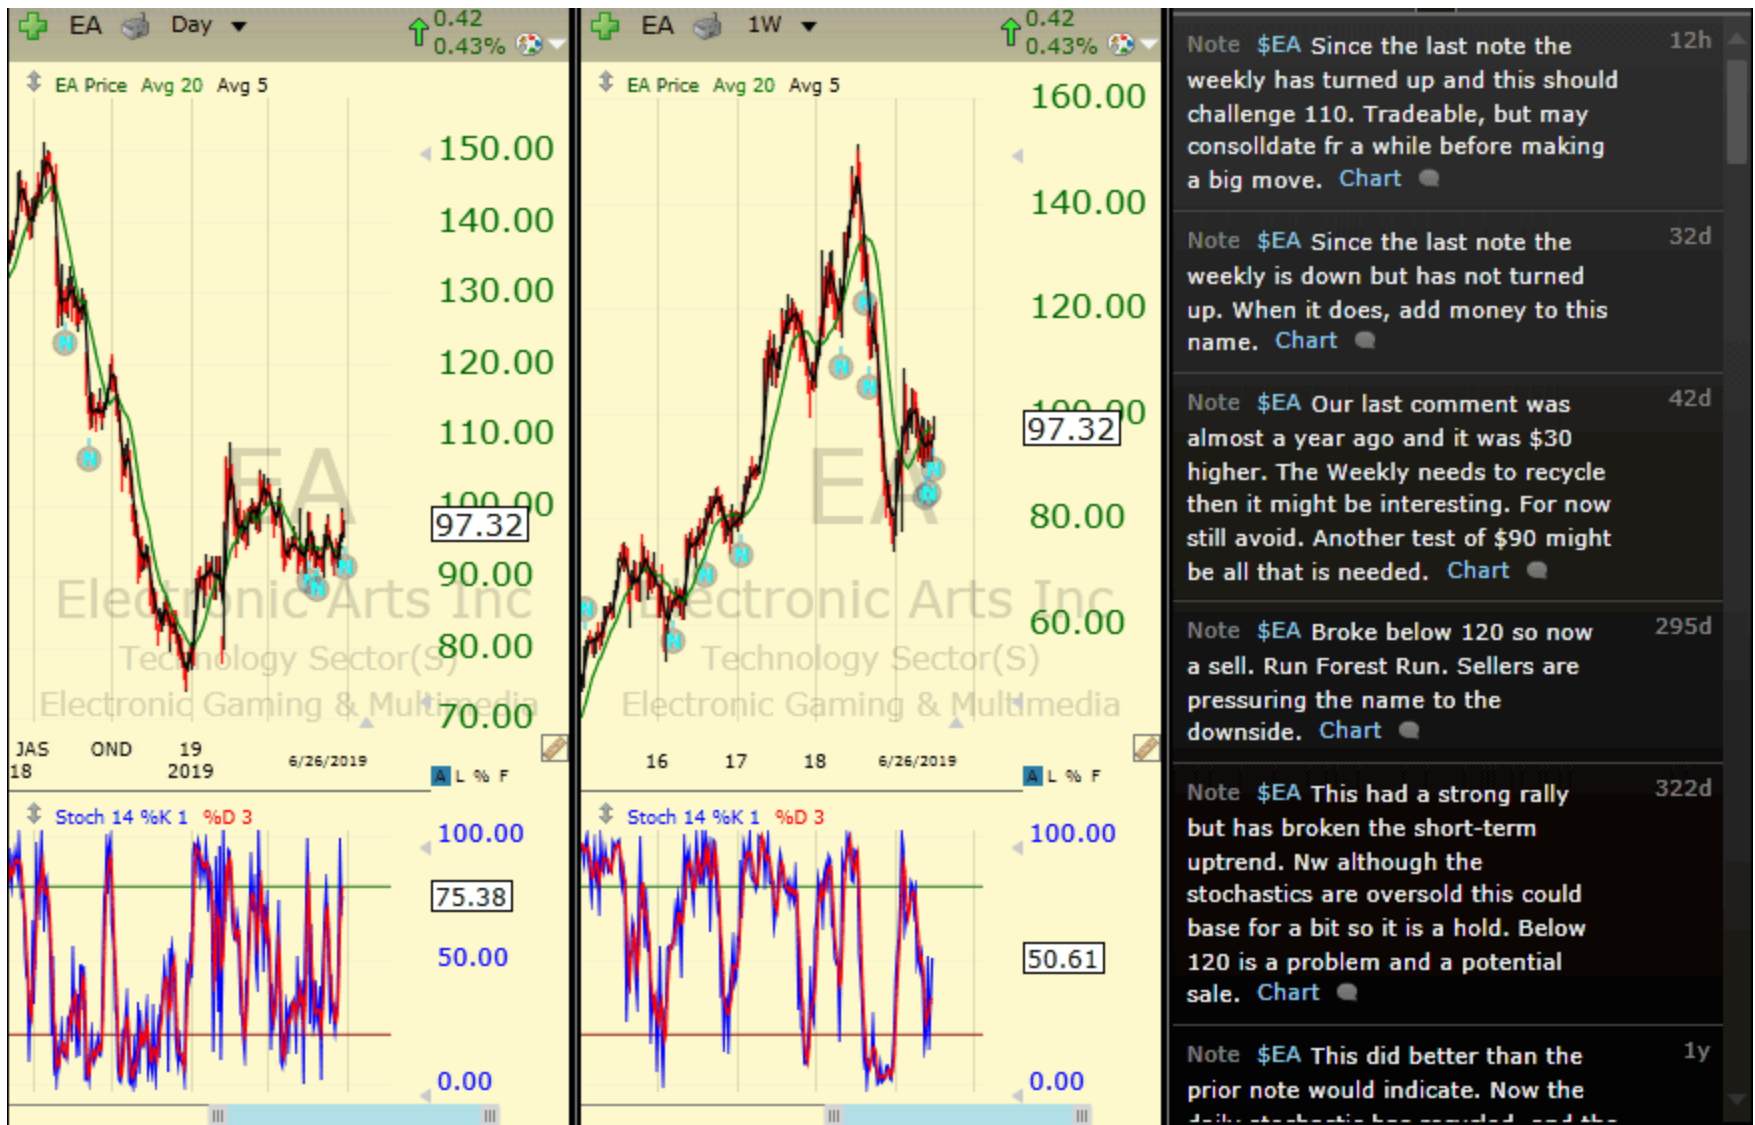 EA Day
0.42
0.43%
EA Price Avg 20 Avg 5
150.00
140.00
130.00
120.00
110.00
100.00
97.32
90.00
80.00
70.00
N
N
N
N
N
EA
Electronic Arts Inc
Technology Sector(S)
Electronic Gaming & Multimedia
JAS OND 19
18 2019 6/26/2019
A L % F
Stoch 14 %K 1 %D 3
100.00
75.38
50.00
0.00
EA 1W
0.42
0.43%
EA Price Avg 20 Avg 5
160.00
140.00
120.00
100.00
97.32
80.00
60.00
N
N
N
N
N
N
N
N
N
EA
Electronic Arts Inc
Technology Sector(S)
Electronic Gaming & Multimedia
16 17 18 6/26/2019
A L % F
Stoch 14 %K 1 %D 3
100.00
50.61
0.00
Note $EA Since the last note the 12h
weekly has turned up and this should
challenge 110. Tradeable, but may
consolldate fr a while before making
a big move. Chart
Note $EA Since the last note the 32d
weekly is down but has not turned
up. When it does, add money to this
name. Chart
Note $EA Our last comment was 42d
almost a year ago and it was $30
higher. The Weekly needs to recycle
then it might be interesting. For now
still avoid. Another test of $90 might
be all that is needed. Chart
Note $EA Broke below 120 so now 295d
a sell. Run Forest Run. Sellers are
pressuring the name to the
downside. Chart
Note $EA This had a strong rally 322d
but has broken the short-term
uptrend. Nw although the
stochastics are oversold this could
base for a bit so it is a hold. Below
120 is a problem and a potential
sale. Chart
Note $EA This did better than the 1y
prior note would indicate. Now the